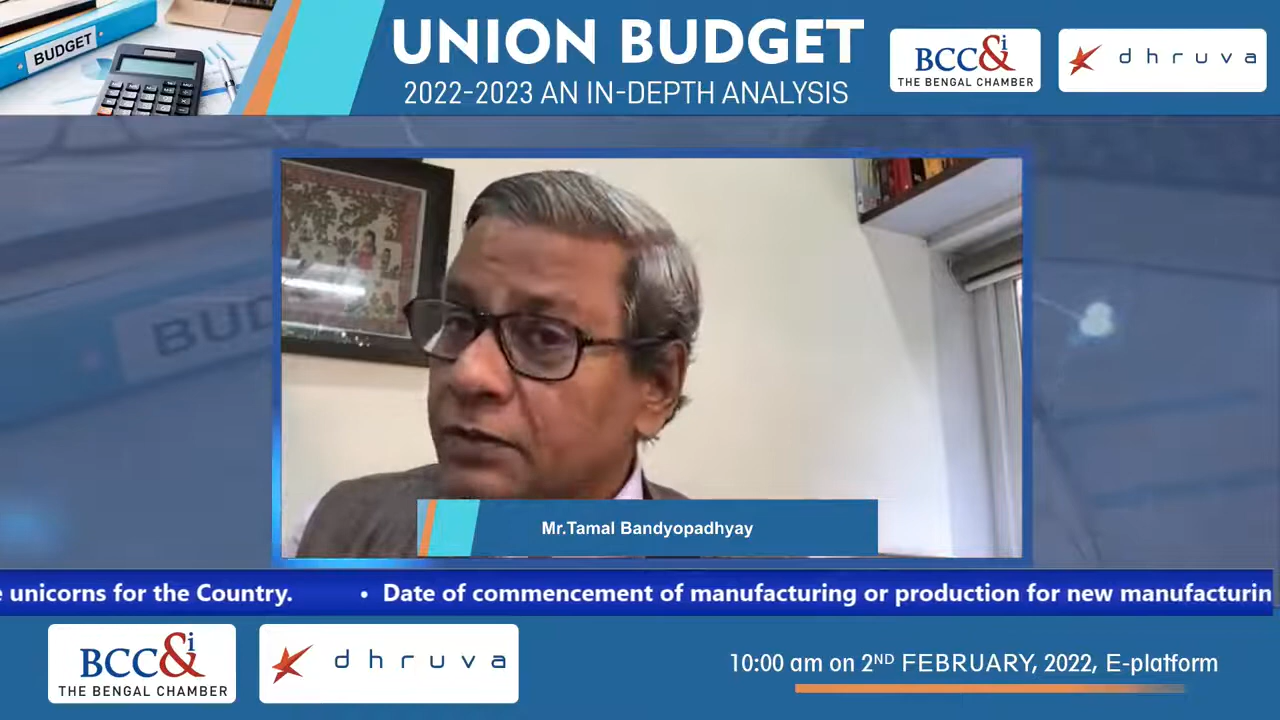 BUDGET
UNION BUDGET
2022-2023 AN IN-DEPTH ANALYSIS
BCC&i
THE BENGAL CHAMBER
dhruva
BUD
Mr.Tamal Bandyopadhyay
unicorns for the Country. • Date of commencement of manufacturing or production for new manufacturin
BCC&i
THE BENGAL CHAMBER
dhruva
10:00 am on 2ND FEBRUARY, 2022, E-platform